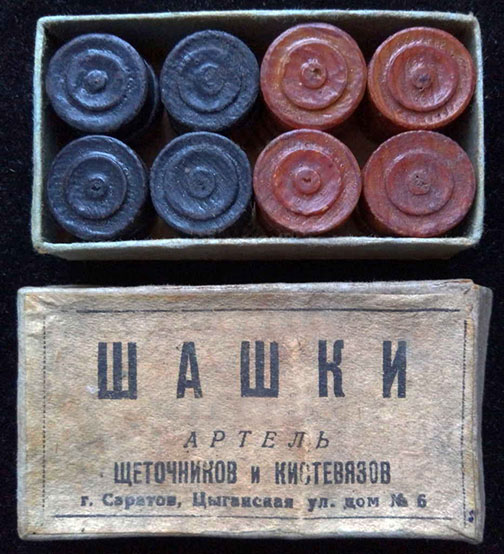 ШАШКИ
АРТЕЛЬ
ЩЕТОЧНИКОВ и КИСТЕВЯЗОВ
г. Саратов, Цыганская ул. дом № 6